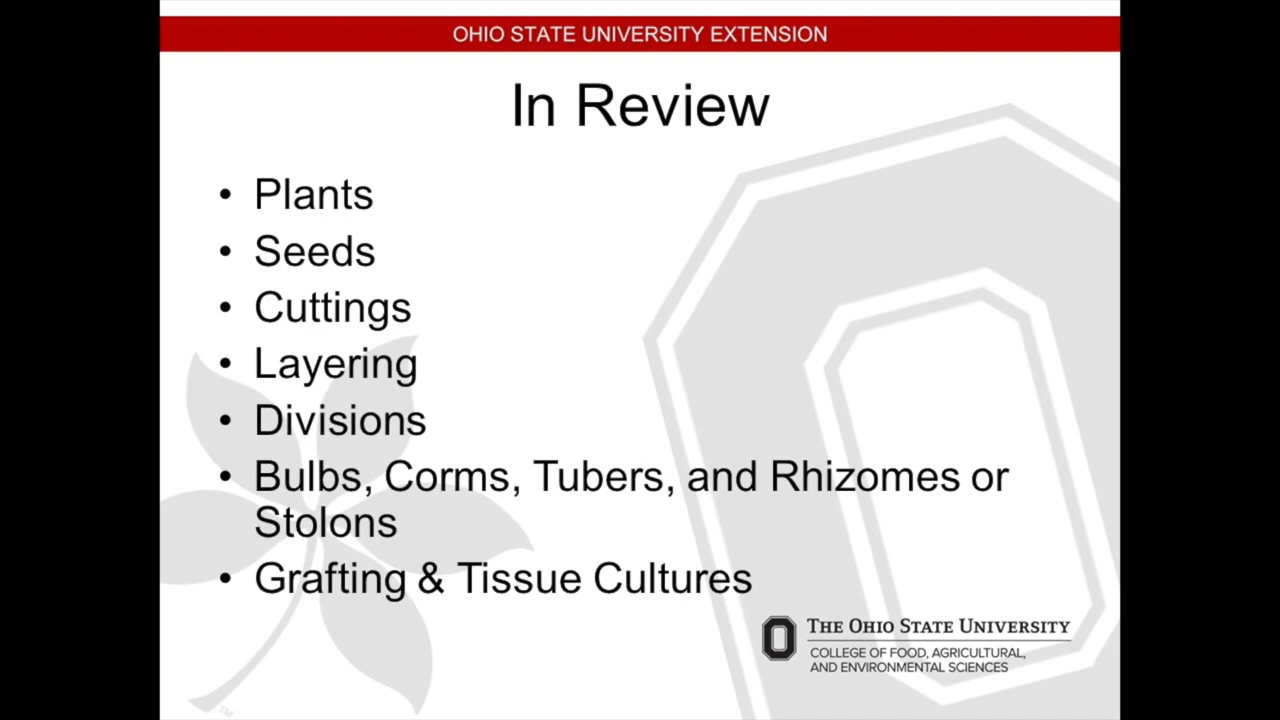 OHIO STATE UNIVERSITY EXTENSION
In Review
• Plants
• Seeds
• Cuttings
• Layering
• Divisions
• Bulbs, Corms, Tubers, and Rhizomes or
Stolons
• Grafting & Tissue Cultures
THE OHIO STATE UNIVERSITY
COLLEGE OF FOOD, AGRICULTURAL,
AND ENVIRONMENTAL SCIENCES
TM